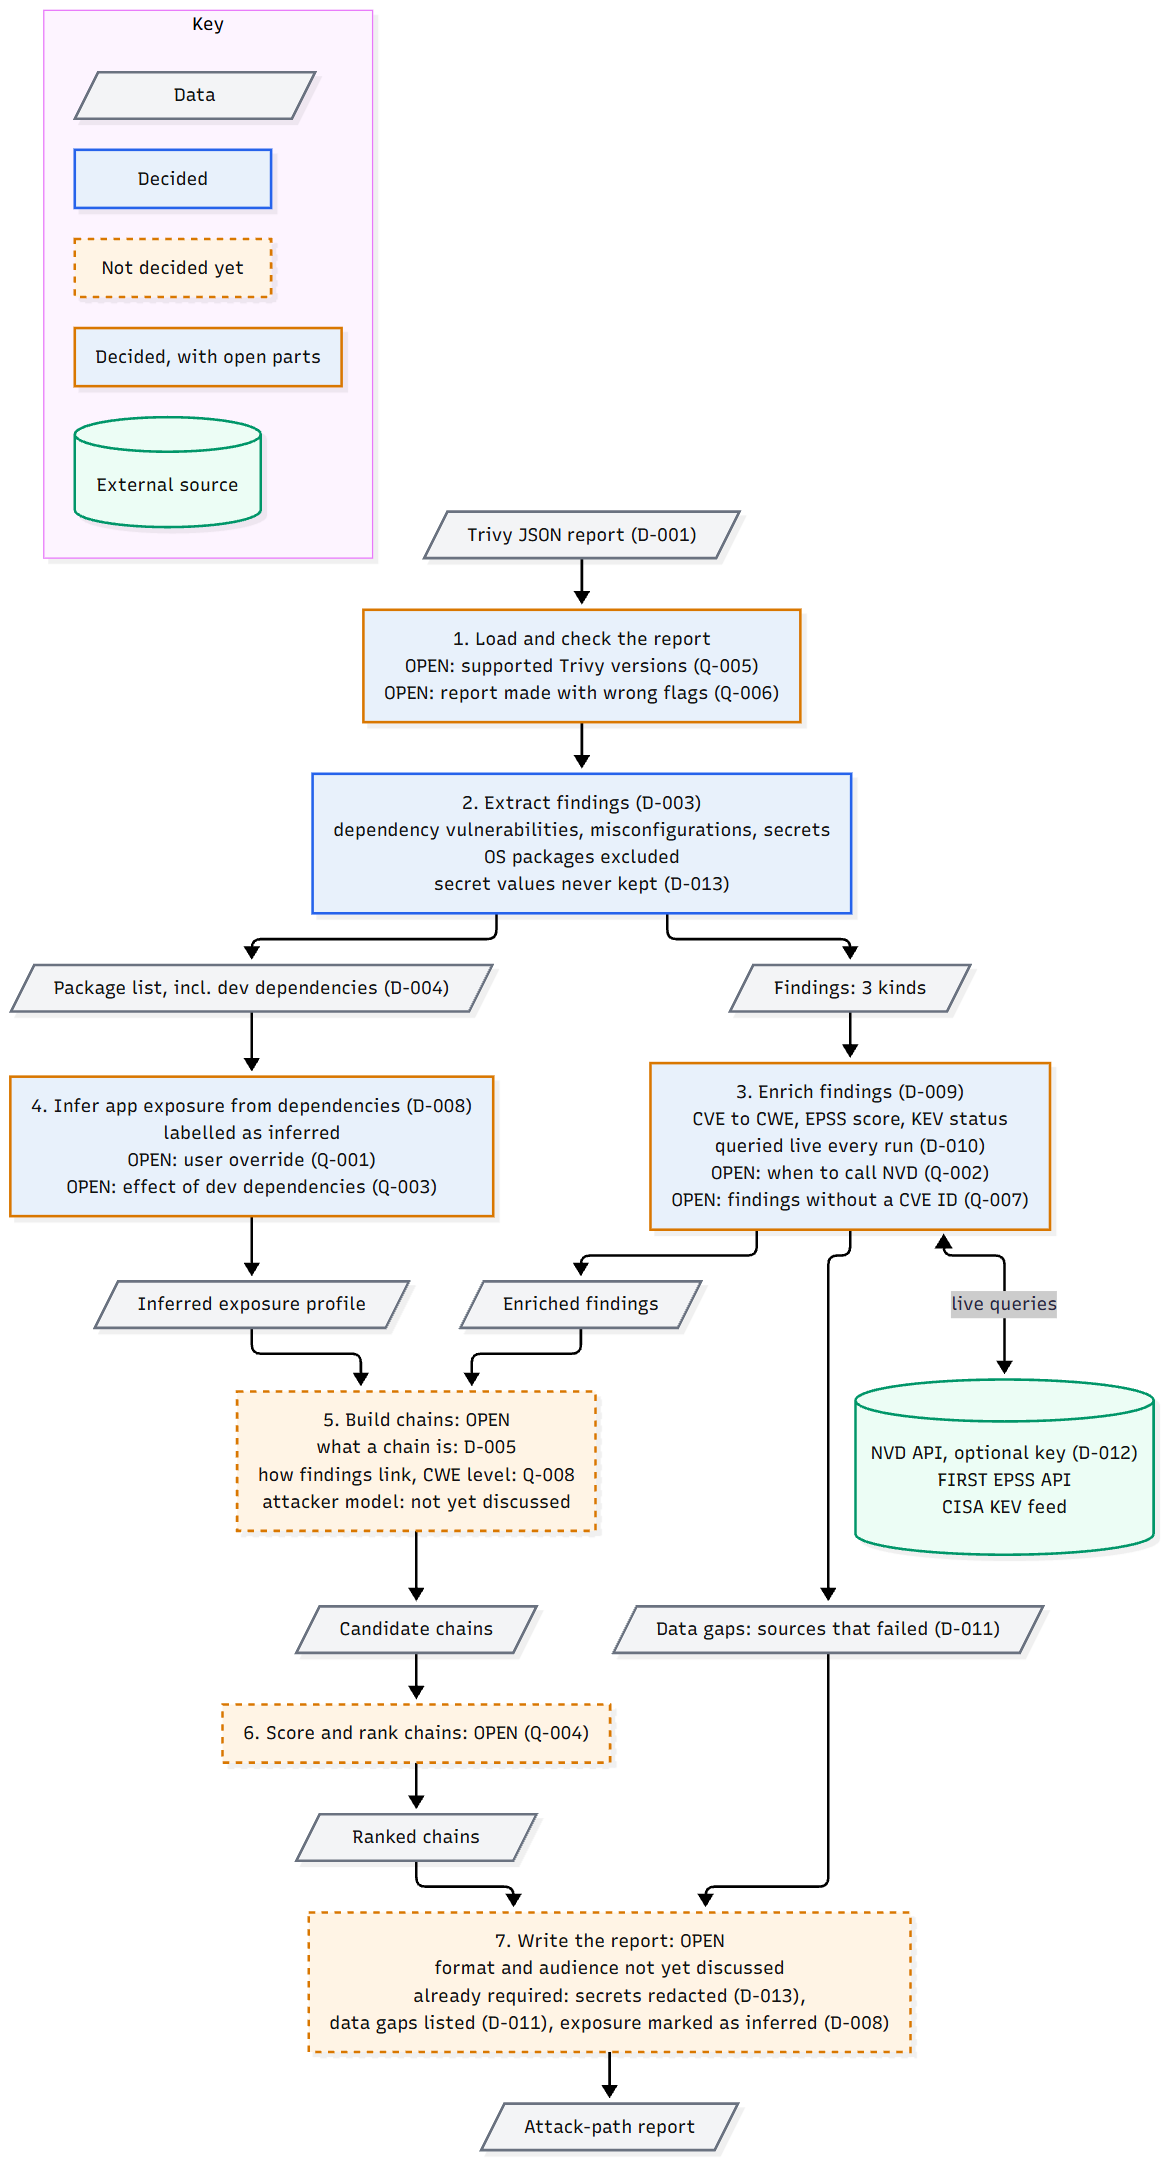 Key
Data
Decided
Not decided yet
Decided, with open parts
External source
Trivy JSON report (D-001)
1. Load and check the report
OPEN: supported Trivy versions (Q-005)
OPEN: report made with wrong flags (Q-006)
2. Extract findings (D-003)
dependency vulnerabilities, misconfigurations, secrets
OS packages excluded
secret values never kept (D-013)
Package list, incl. dev dependencies (D-004)
Findings: 3 kinds
4. Infer app exposure from dependencies (D-008)
labelled as inferred
OPEN: user override (Q-001)
OPEN: effect of dev dependencies (Q-003)
3. Enrich findings (D-009)
CVE to CWE, EPSS score, KEV status
queried live every run (D-010)
OPEN: when to call NVD (Q-002)
OPEN: findings without a CVE ID (Q-007)
Inferred exposure profile
Enriched findings
live queries
5. Build chains: OPEN
what a chain is: D-005
how findings link, CWE level: Q-008
attacker model: not yet discussed
NVD API, optional key (D-012)
FIRST EPSS API
CISA KEV feed
Candidate chains
Data gaps: sources that failed (D-011)
6. Score and rank chains: OPEN (Q-004)
Ranked chains
7. Write the report: OPEN
format and audience not yet discussed
already required: secrets redacted (D-013),
data gaps listed (D-011), exposure marked as inferred (D-008)
Attack-path report